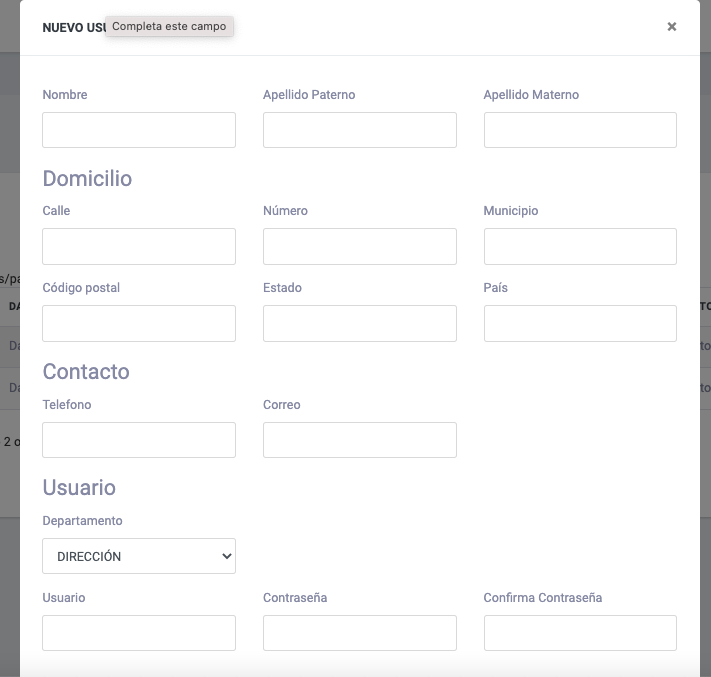 NUEVO USU
Completa este campo
×
Nombre
Apellido Paterno
Apellido Materno
Domicilio
Calle
Número
Municipio
s/pa
Código postal
Estado
País
DA
TO
Da
to
Contacto
Da
to
Telefono
Correo
2 o
Usuario
Departamento
DIRECCIÓN
Usuario
Contraseña
Confirma Contraseña